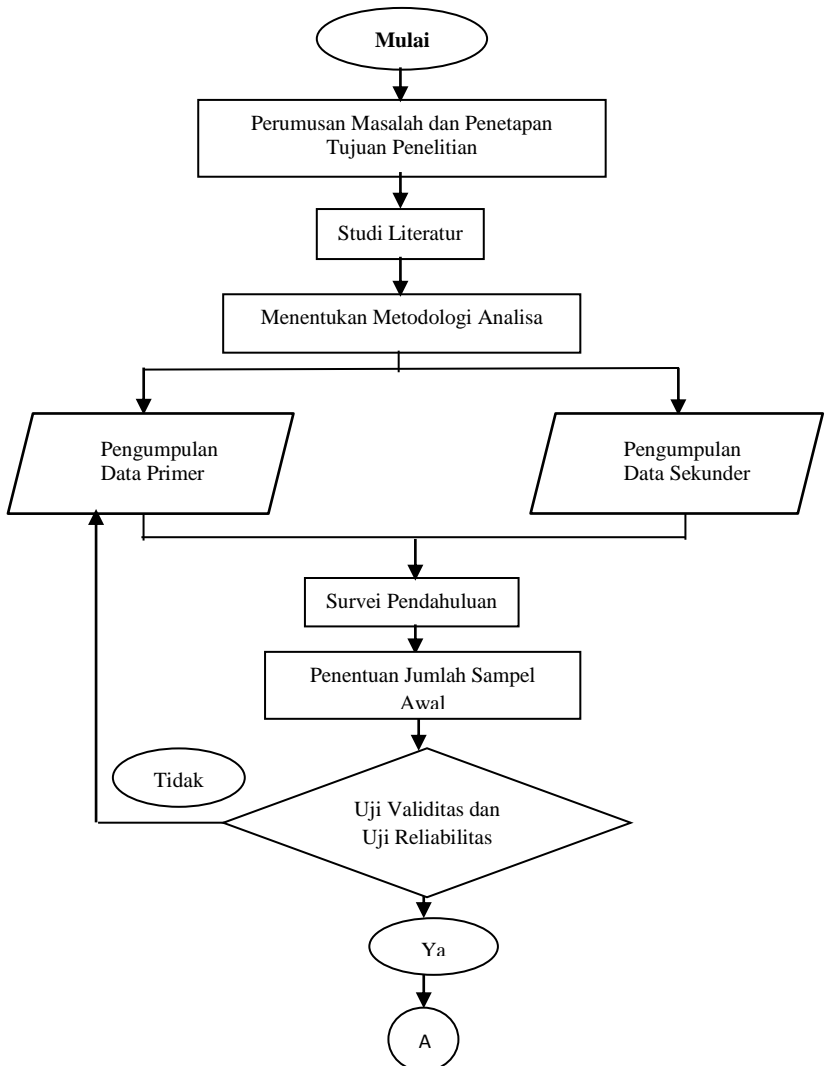 Mulai
Perumusan Masalah dan Penetapan
Tujuan Penelitian
Studi Literatur
Menentukan Metodologi Analisa
Pengumpulan
Data Primer
Pengumpulan
Data Sekunder
Survei Pendahuluan
Penentuan Jumlah Sampel
Awal
Tidak
Uji Validitas dan
Uji Reliabilitas
Ya
A